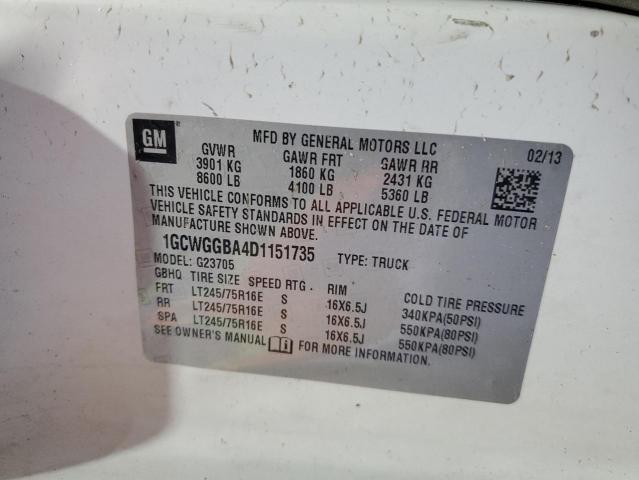 GM
MFD BY GENERAL MOTORS LLC 02/13
GVWR GAWR FRT GAWR RR
3901 KG 1860 KG 2431 KG
8600 LB 4100 LB 5360 LB
THIS VEHICLE CONFORMS TO ALL APPLICABLE U.S. FEDERAL MOTOR
VEHICLE SAFETY STANDARDS IN EFFECT ON THE DATE OF
MANUFACTURE SHOWN ABOVE.
1GCWGGBA4D1151735 TYPE: TRUCK
MODEL: G23705
GBHQ TIRE SIZE SPEED RTG RIM COLD TIRE PRESSURE
FRT LT245/75R16E S 16X6.5J 340KPA(50PSI)
RR LT245/75R16E S 16X6.5J 550KPA(80PSI)
SPA LT245/75R16E S 16X6.5J 550KPA(80PSI)
SEE OWNER'S MANUAL FOR MORE INFORMATION.